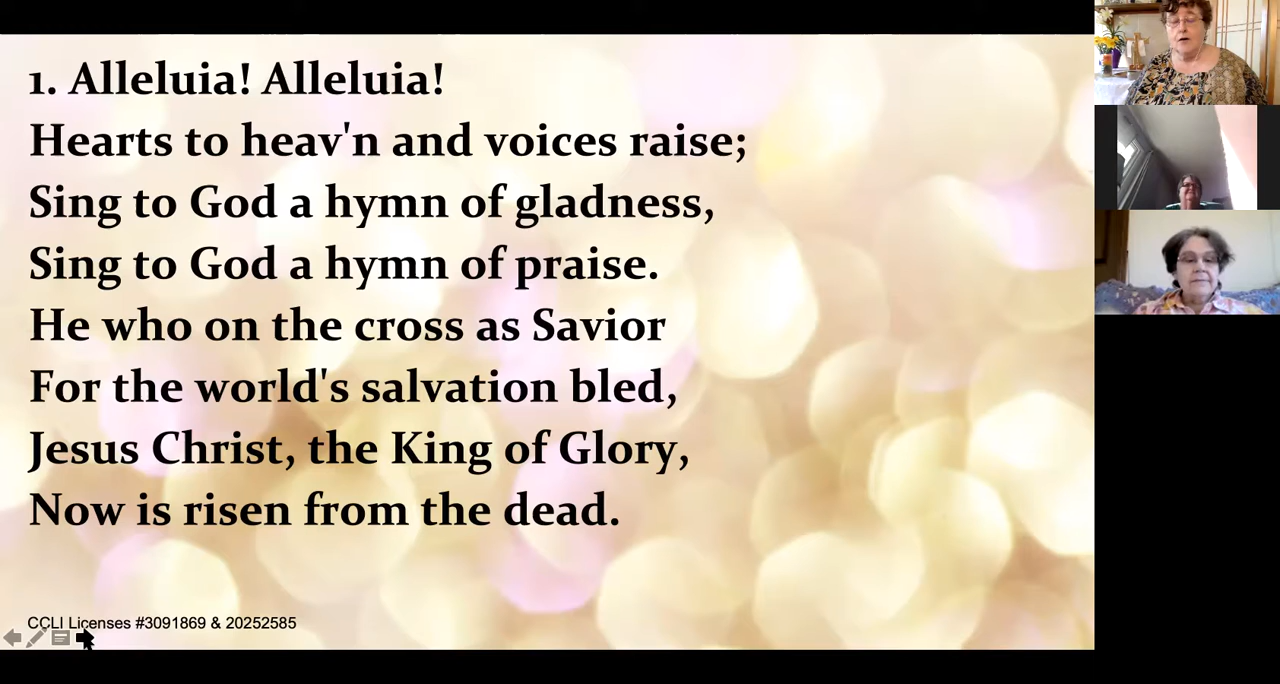 1. Alleluia! Alleluia!
Hearts to heav'n and voices raise;
Sing to God a hymn of gladness,
Sing to God a hymn of praise.
He who on the cross as Savior
For the world's salvation bled,
Jesus Christ, the King of Glory,
Now is risen from the dead.
CCLI Licenses #3091869 & 20252585